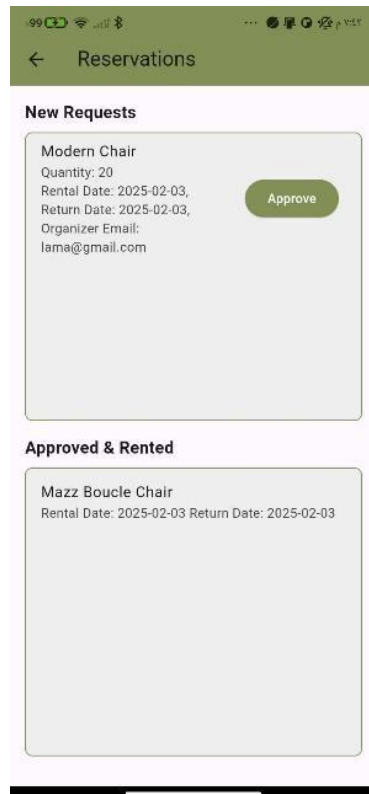 99
Reservations
New Requests
Modern Chair
Quantity: 20
Rental Date: 2025-02-03,
Return Date: 2025-02-03,
Organizer Email:
lama@gmail.com
Approve
Approved & Rented
Mazz Boucle Chair
Rental Date: 2025-02-03 Return Date: 2025-02-03